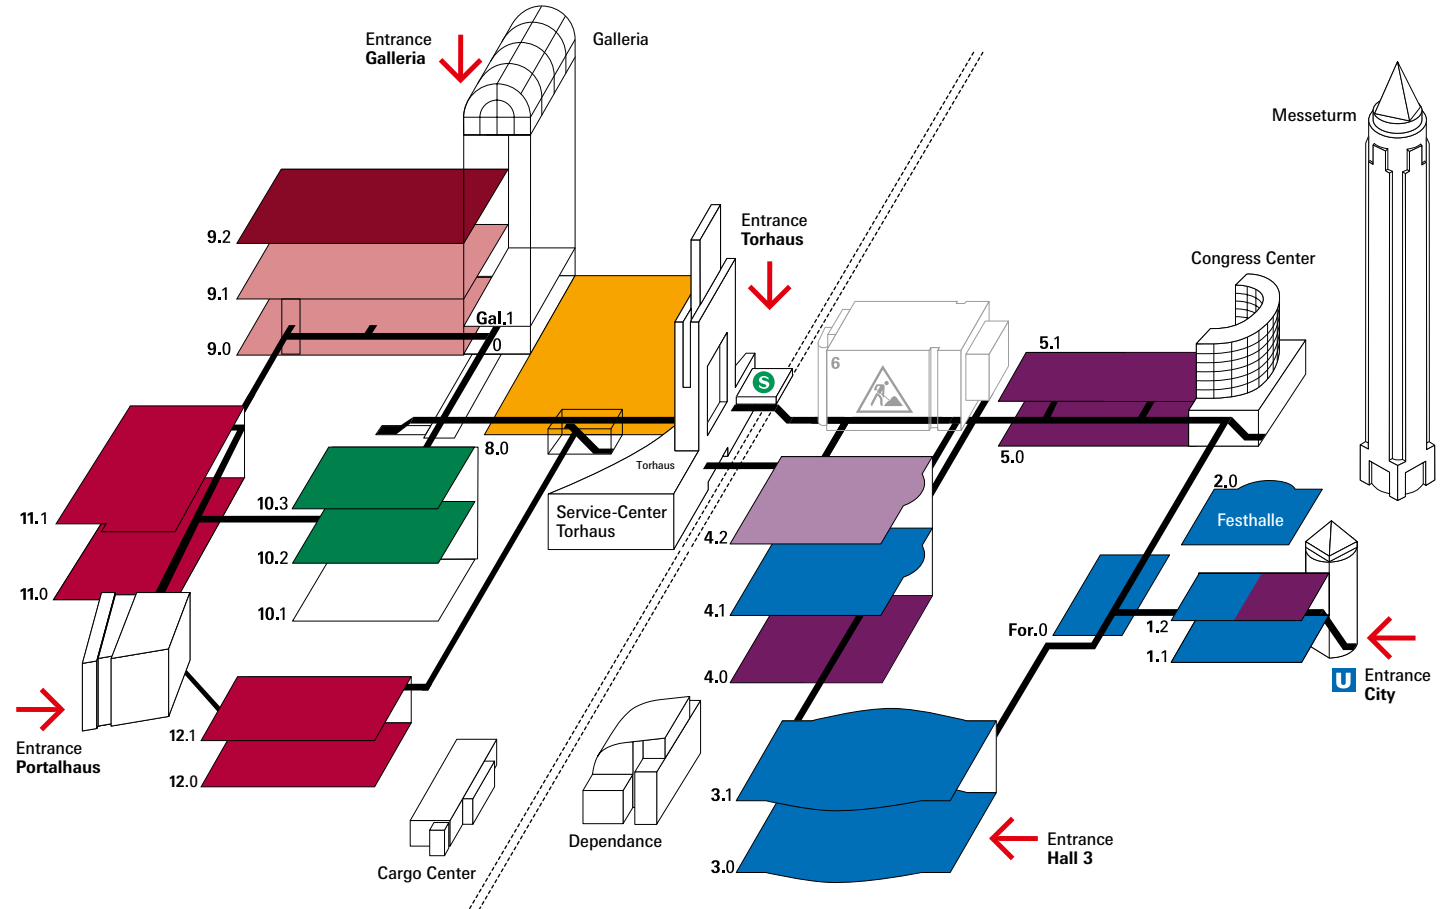 Entrance
Galleria
Galleria
Messeturm
Entrance
Torhaus
9.2
9.1
9.0
Gal.1
0
Congress Center
5.1
5.0
6
S
8.0
Torhaus
Service-Center
Torhaus
11.1
11.0
10.3
10.2
10.1
4.2
4.1
4.0
2.0
Festhalle
For.0
1.2
1.1
U
Entrance
City
Entrance
Portalhaus
12.1
12.0
3.1
3.0
Entrance
Hall 3
Dependance
Cargo Center